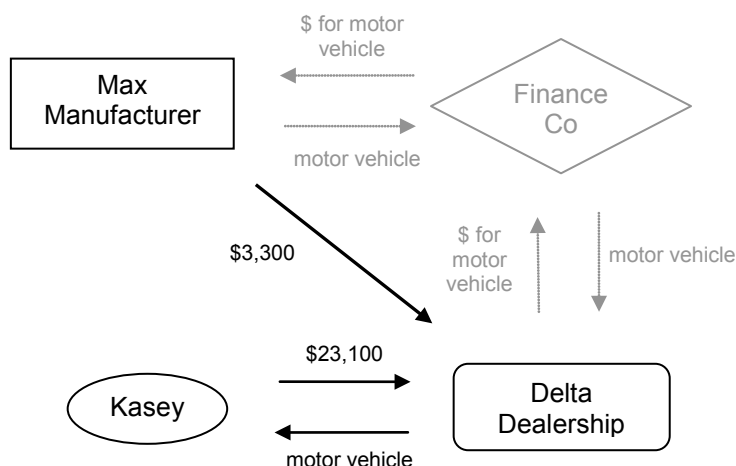 $ for motor
vehicle
Max
Manufacturer
Finance
Co
motor vehicle
$3,300
$ for
motor
vehicle
motor vehicle
$23,100
Kasey
Delta
Dealership
motor vehicle